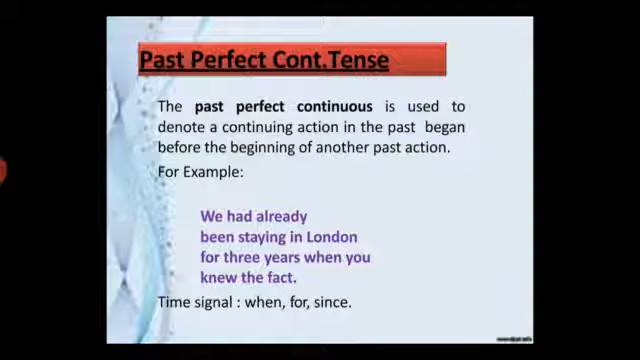 Past Perfect Cont.Tense
The past perfect continuous is used to
denote a continuing action in the past began
before the beginning of another past action.
For Example:
We had already
been staying in London
for three years when you
knew the fact.
Time signal : when, for, since.